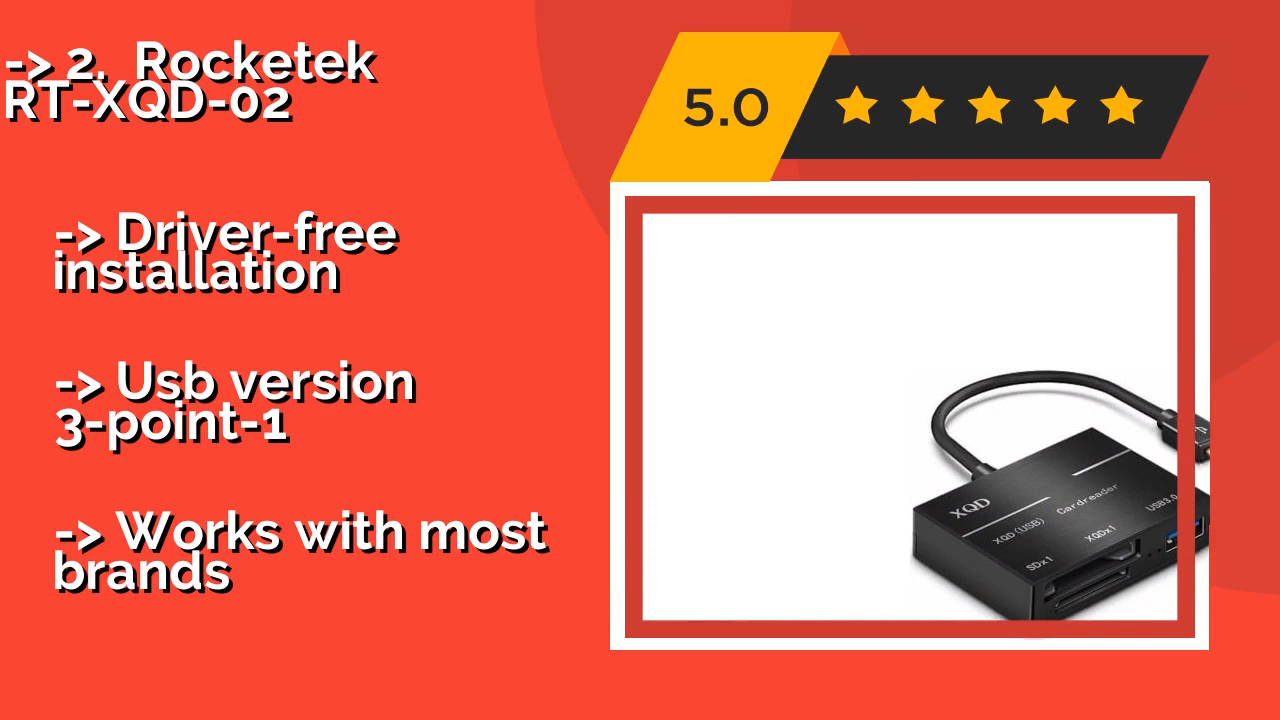 -> 2. Rocketek
RT-XQD-02
5.0
-> Driver-free
installation
-> Usb version
3-point-1
-> Works with most
brands
XQD
XQD (USB)
Cardreader
SDx1
XQDx1
USB3.0